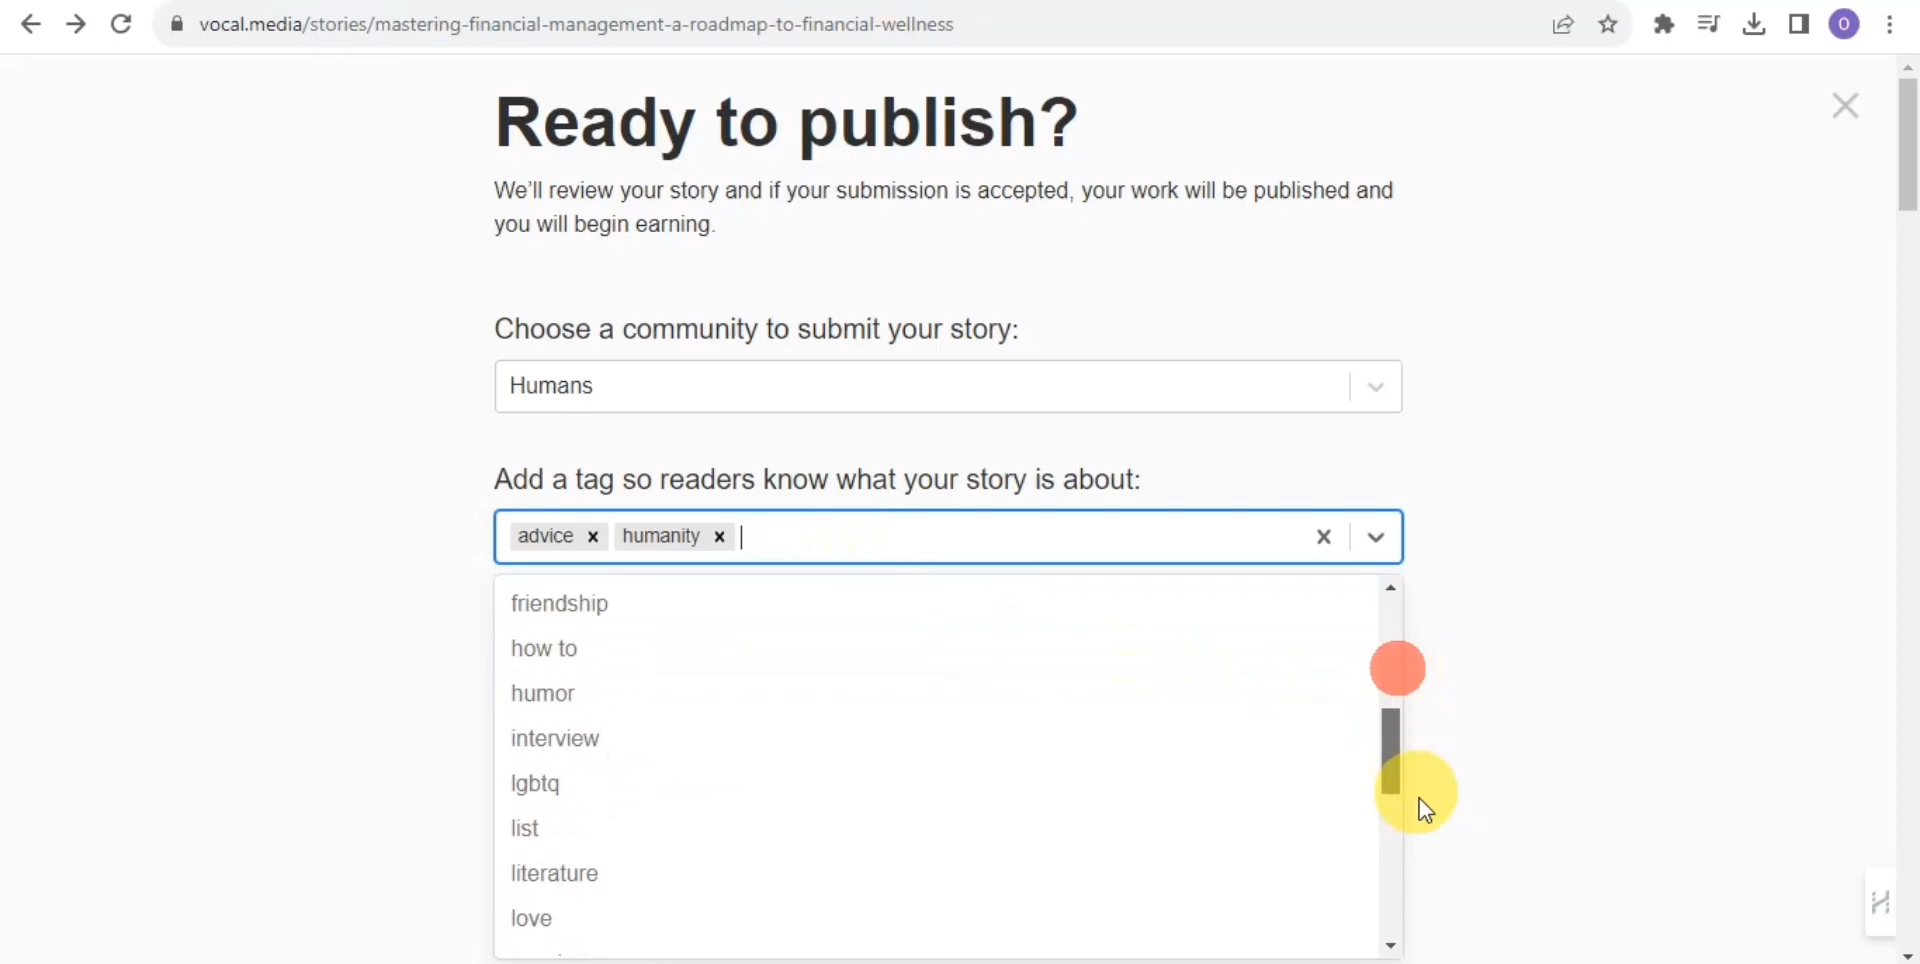 vocal.media/stories/mastering-financial-management-a-roadmap-to-financial-wellness
O
Ready to publish?
We'll review your story and if your submission is accepted, your work will be published and
you will begin earning.
Choose a community to submit your story:
Humans
Add a tag so readers know what your story is about:
advice × humanity ×
friendship
how to
humor
interview
lgbtq
list
literature
love